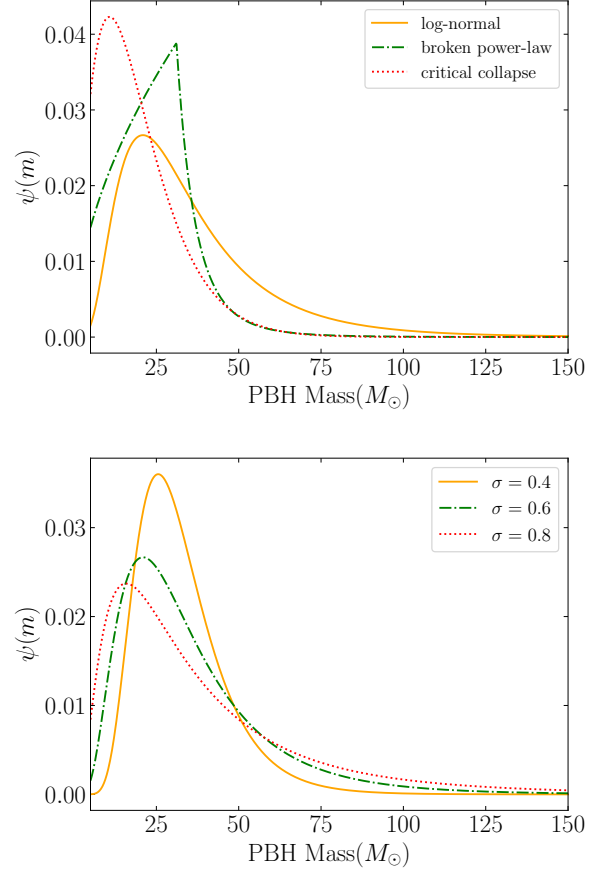 0.04
0.03
0.02
0.01
0.00
ψ(m)
log-normal
broken power-law
critical collapse
25 50 75 100 125 150
PBH Mass(M⊙)
0.03
0.02
0.01
0.00
ψ(m)
σ = 0.4
σ = 0.6
σ = 0.8
25 50 75 100 125 150
PBH Mass(M⊙)